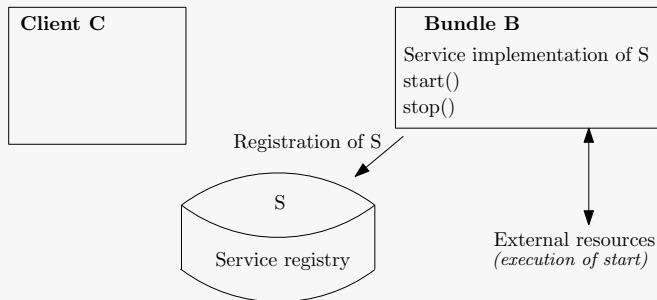 Client C
Bundle B
Service implementation of S
start()
stop()
Registration of S
S
Service registry
External resources
(execution of start)